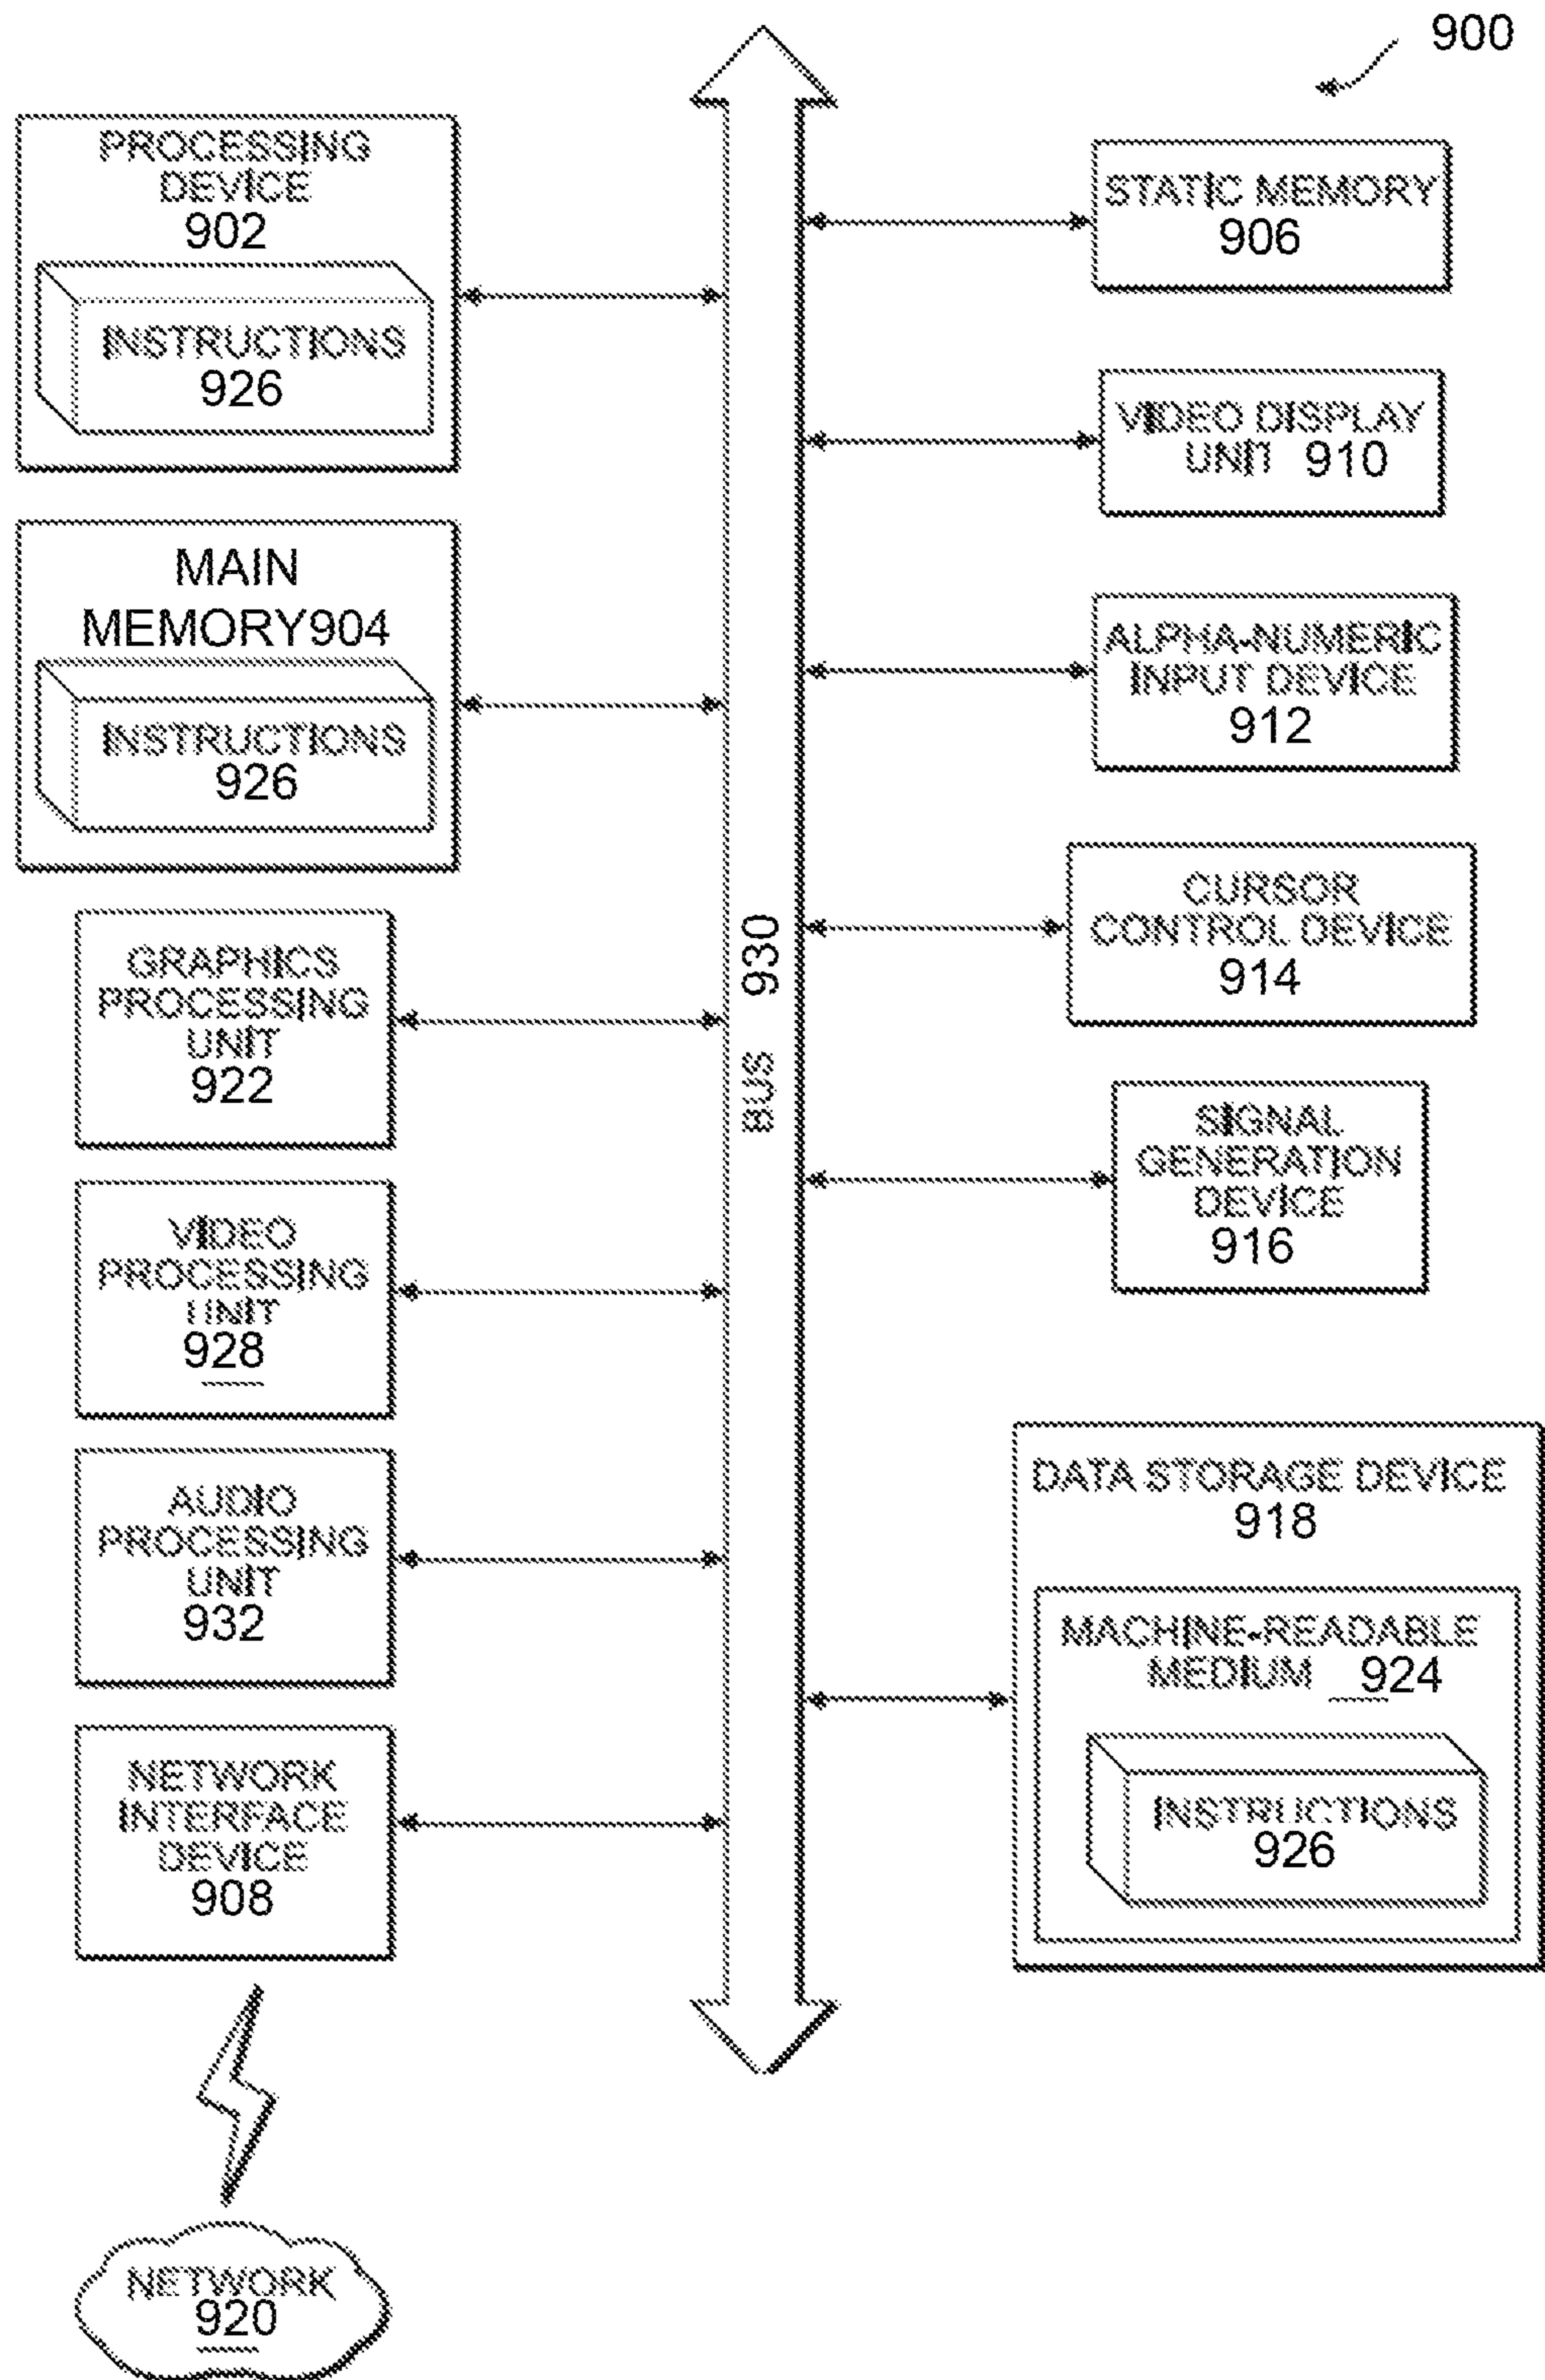 900
PROCESSING
DEVICE
902
INSTRUCTIONS
926
MAIN
MEMORY904
INSTRUCTIONS
926
GRAPHICS
PROCESSING
UNIT
922
VIDEO
PROCESSING
UNIT
928
AUDIO
PROCESSING
UNIT
932
NETWORK
INTERFACE
DEVICE
908
NETWORK
920
BUS 930
STATIC MEMORY
906
VIDEO DISPLAY
UNIT 910
ALPHA-NUMERIC
INPUT DEVICE
912
CURSOR
CONTROL DEVICE
914
SIGNAL
GENERATION
DEVICE
916
DATA STORAGE DEVICE
918
MACHINE-READABLE
MEDIUM 924
INSTRUCTIONS
926